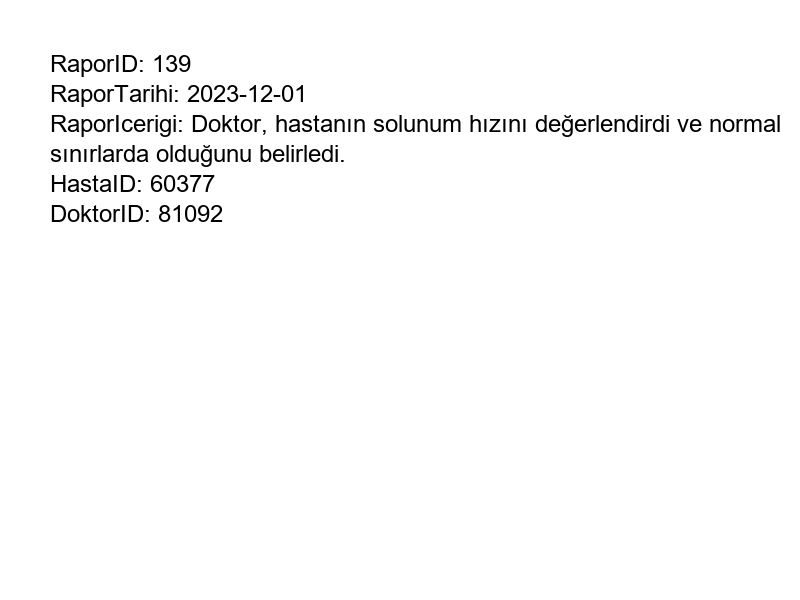 RaporID: 139
RaporTarihi: 2023-12-01
RaporIcerigi: Doktor, hastanın solunum hızını değerlendirdi ve normal
sınırlarda olduğunu belirledi.
HastaID: 60377
DoktorID: 81092